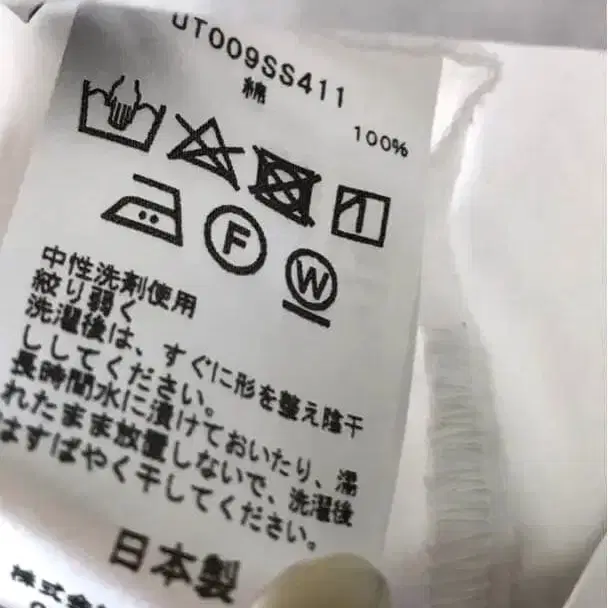 UT009SS411
綿
100%
F
W
中性洗剤使用
絞り弱く
洗濯後は、すぐに形を整え陰干
ししてください。
長時間水に漬けておいたり、濡
れたまま放置しないで、洗濯後
はすばやく干してください。
日本製
株式会